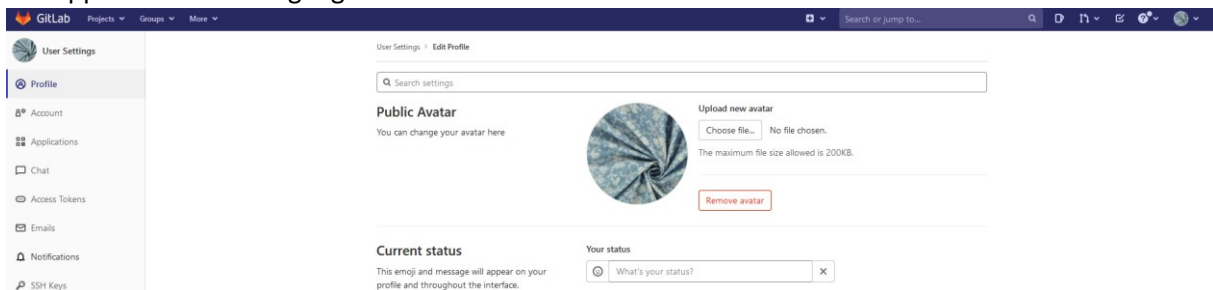 GitLab Projects Groups More Search or jump to...
User Settings
Profile
Account
Applications
Chat
Access Tokens
Emails
Notifications
SSH Keys
User Settings > Edit Profile
Search settings
Public Avatar
You can change your avatar here
Upload new avatar
Choose file... No file chosen.
The maximum file size allowed is 200KB.
Remove avatar
Current status
This emoji and message will appear on your
profile and throughout the interface.
Your status
What's your status?